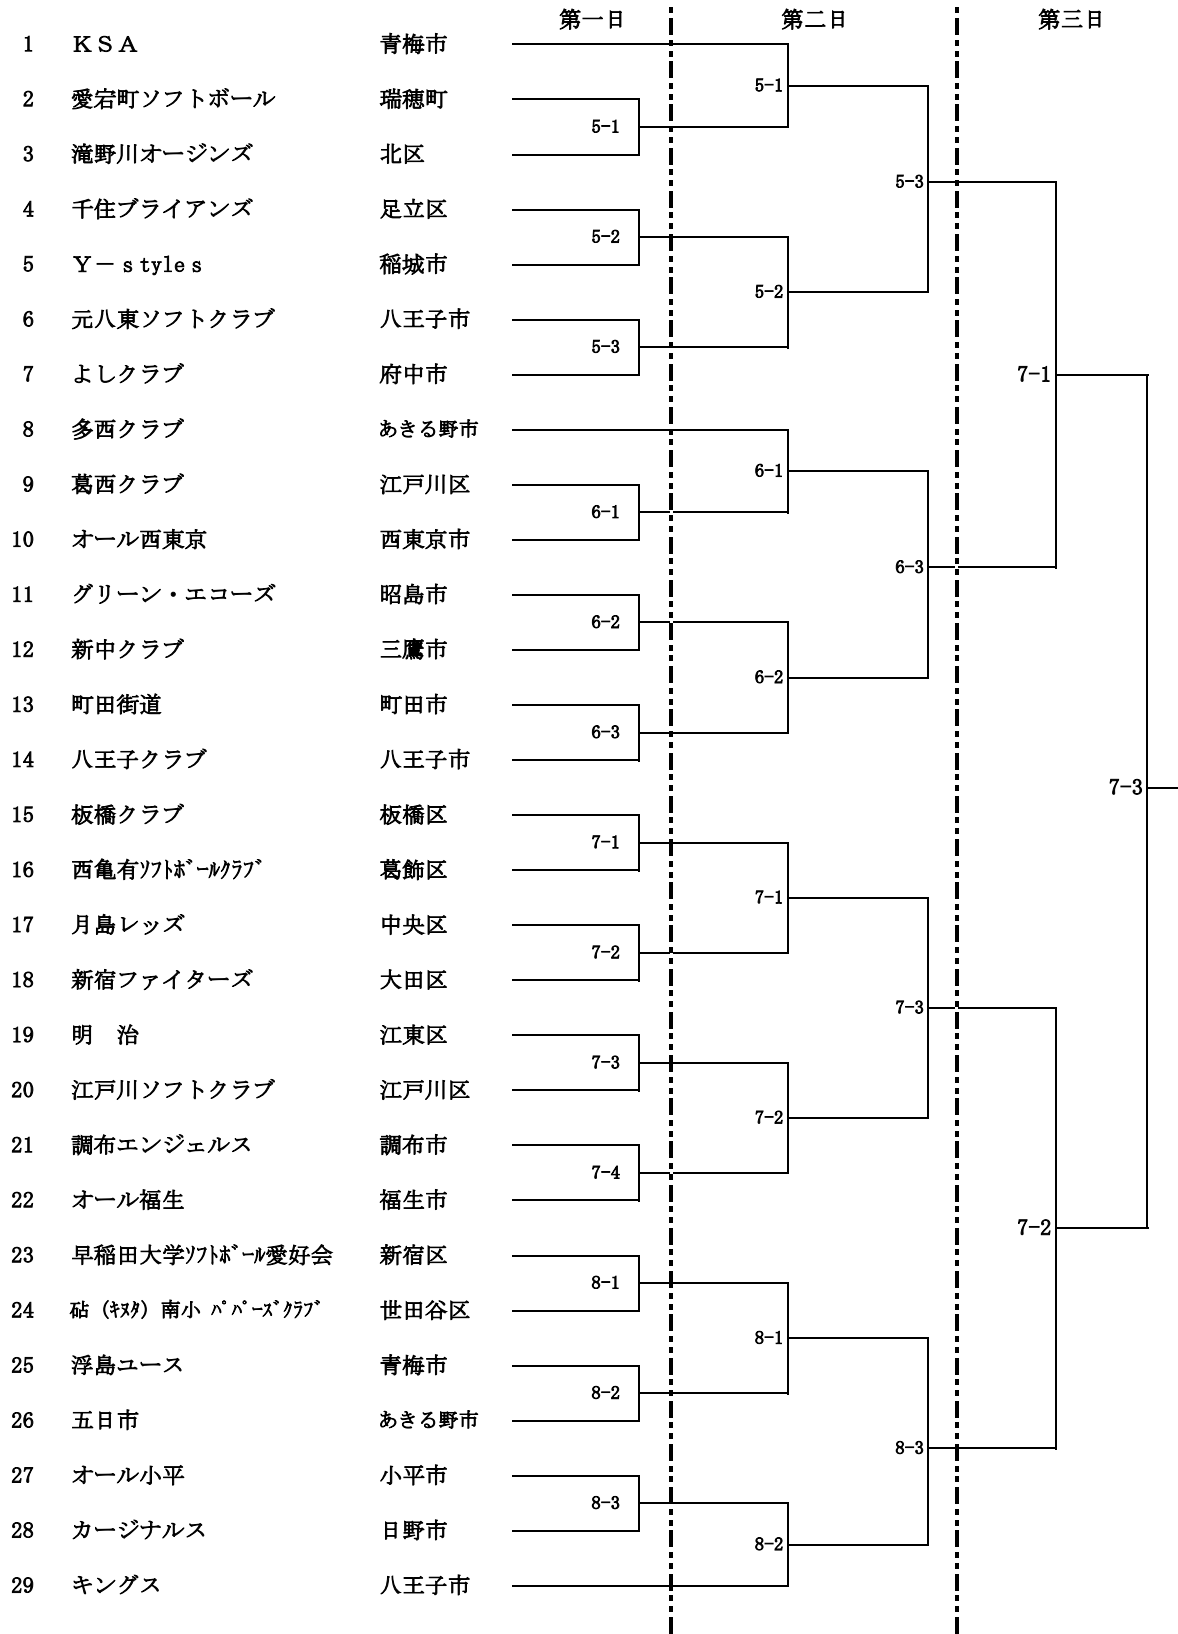 第一日 第二日 第三日
1 ＫＳＡ 青梅市
5-1
2 愛宕町ソフトボール 瑞穂町
5-1
3 滝野川オージンズ 北区
5-3
4 千住ブライアンズ 足立区
5-2
5 Ｙ－styles 稲城市
5-2
6 元八東ソフトクラブ 八王子市
5-3
7 よしクラブ 府中市 7-1
8 多西クラブ あきる野市
6-1
9 葛西クラブ 江戸川区
6-1
10 オール西東京 西東京市
6-3
11 グリーン・エコーズ 昭島市
6-2
12 新中クラブ 三鷹市
6-2
13 町田街道 町田市
6-3
14 八王子クラブ 八王子市
7-3
15 板橋クラブ 板橋区
7-1
16 西亀有ｿﾌﾄﾎﾞｰﾙｸﾗﾌﾞ 葛飾区
7-1
17 月島レッズ 中央区
7-2
18 新宿ファイターズ 大田区
7-3
19 明　治 江東区
7-3
20 江戸川ソフトクラブ 江戸川区
7-2
21 調布エンジェルス 調布市
7-4
22 オール福生 福生市
7-2
23 早稲田大学ｿﾌﾄﾎﾞｰﾙ愛好会 新宿区
8-1
24 砧（ｷﾇﾀ）南小 ﾊﾟﾊﾟｰｽﾞｸﾗﾌﾞ 世田谷区
8-1
25 浮島ユース 青梅市
8-2
26 五日市 あきる野市
8-3
27 オール小平 小平市
8-3
28 カージナルス 日野市
8-2
29 キングス 八王子市